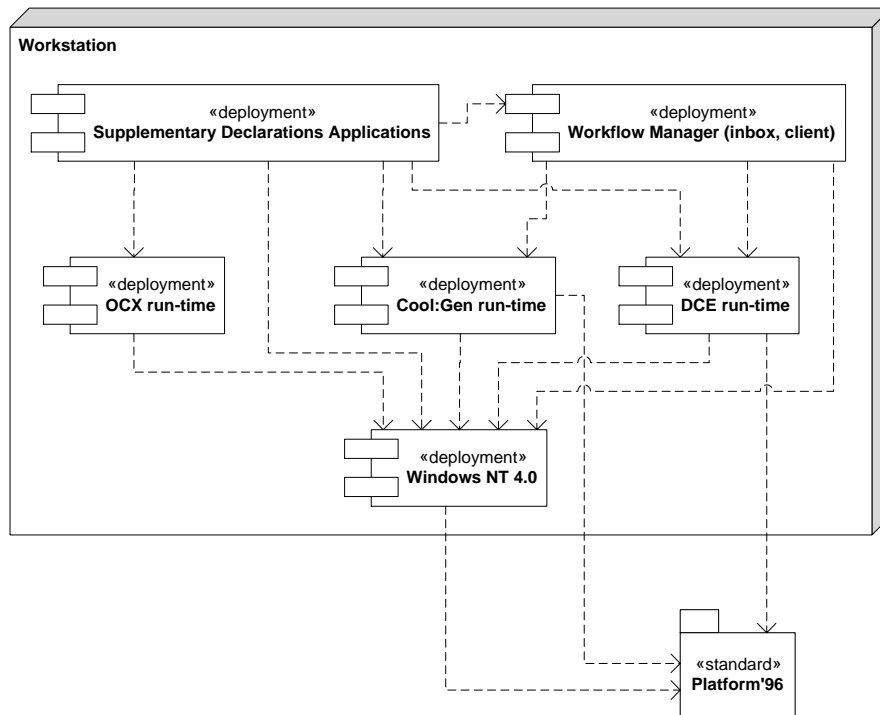 Workstation
«deployment»
Supplementary Declarations Applications
«deployment»
Workflow Manager (inbox, client)
«deployment»
OCX run-time
«deployment»
Cool:Gen run-time
«deployment»
DCE run-time
«deployment»
Windows NT 4.0
«standard»
Platform'96